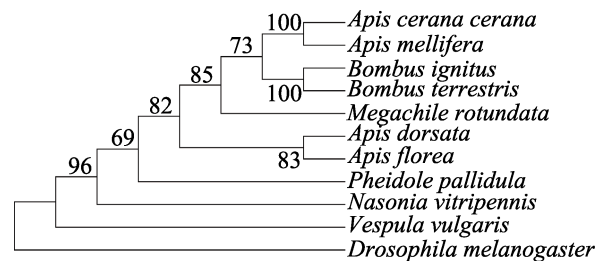 100 Apis cerana cerana
73 Apis mellifera
Bombus ignitus
85 100 Bombus terrestris
82 Megachile rotundata
Apis dorsata
69 83 Apis florea
96 Pheidole pallidula
Nasonia vitripennis
Vespula vulgaris
Drosophila melanogaster